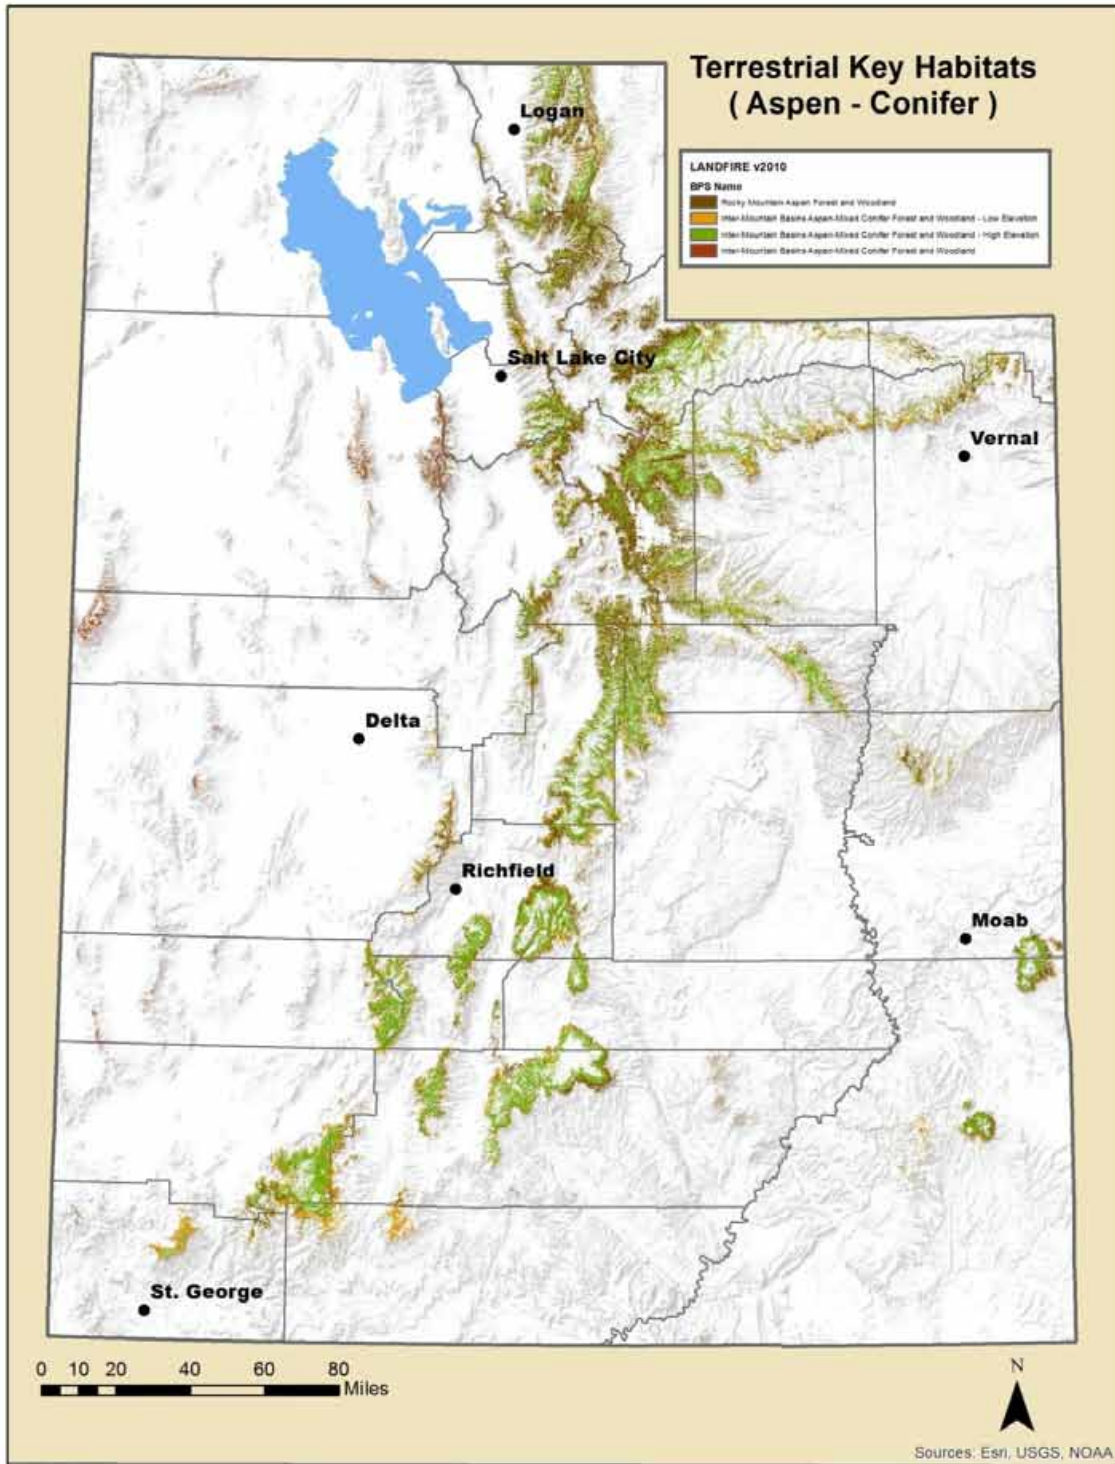 Terrestrial Key Habitats
( Aspen - Conifer )
LANDFIRE v2010
BPS Name
Rocky Mountain Aspen Forest and Woodland
Inter-Mountain Basins Aspen-Mixed Conifer Forest and Woodland - Low Elevation
Inter-Mountain Basins Aspen-Mixed Conifer Forest and Woodland - High Elevation
Inter-Mountain Basins Aspen-Mixed Conifer Forest and Woodland
Logan
Salt Lake City
Vernal
Delta
Richfield
Moab
St. George
0 10 20 40 60 80
Miles
N
Sources: Esri, USGS, NOAA